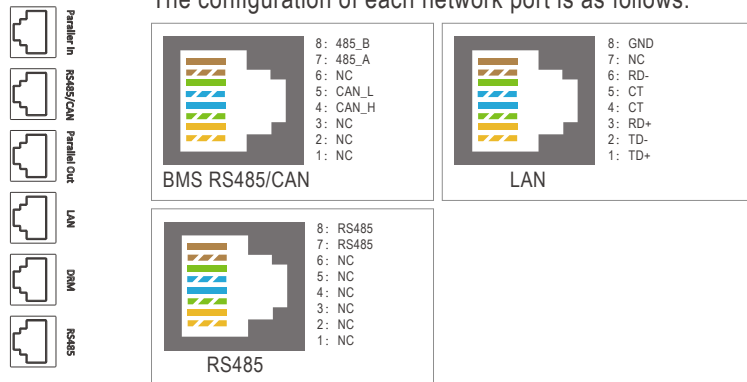 The configuration of each network port is as follows:
Paraller In
RS485/CAN
Parallel Out
LAN
DRM
RS485
8: 485_B
7: 485_A
6: NC
5: CAN_L
4: CAN_H
3: NC
2: NC
1: NC
BMS RS485/CAN
8: GND
7: NC
6: RD-
5: CT
4: CT
3: RD+
2: TD-
1: TD+
LAN
8: RS485
7: RS485
6: NC
5: NC
4: NC
3: NC
2: NC
1: NC
RS485